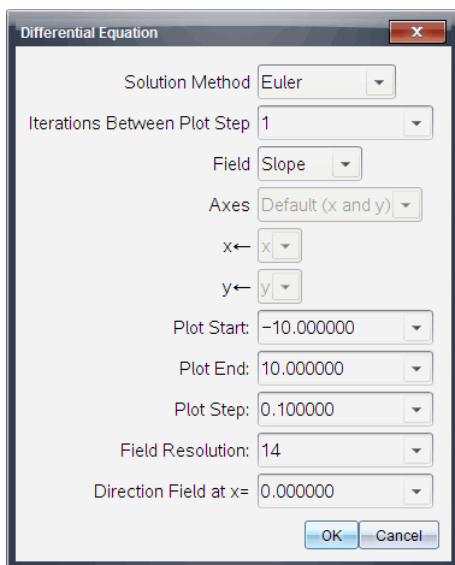 Differential Equation
Solution Method Euler
Iterations Between Plot Step 1
Field Slope
Axes Default (x and y)
x← x
y← y
Plot Start: −10.000000
Plot End: 10.000000
Plot Step: 0.100000
Field Resolution: 14
Direction Field at x= 0.000000
OK Cancel